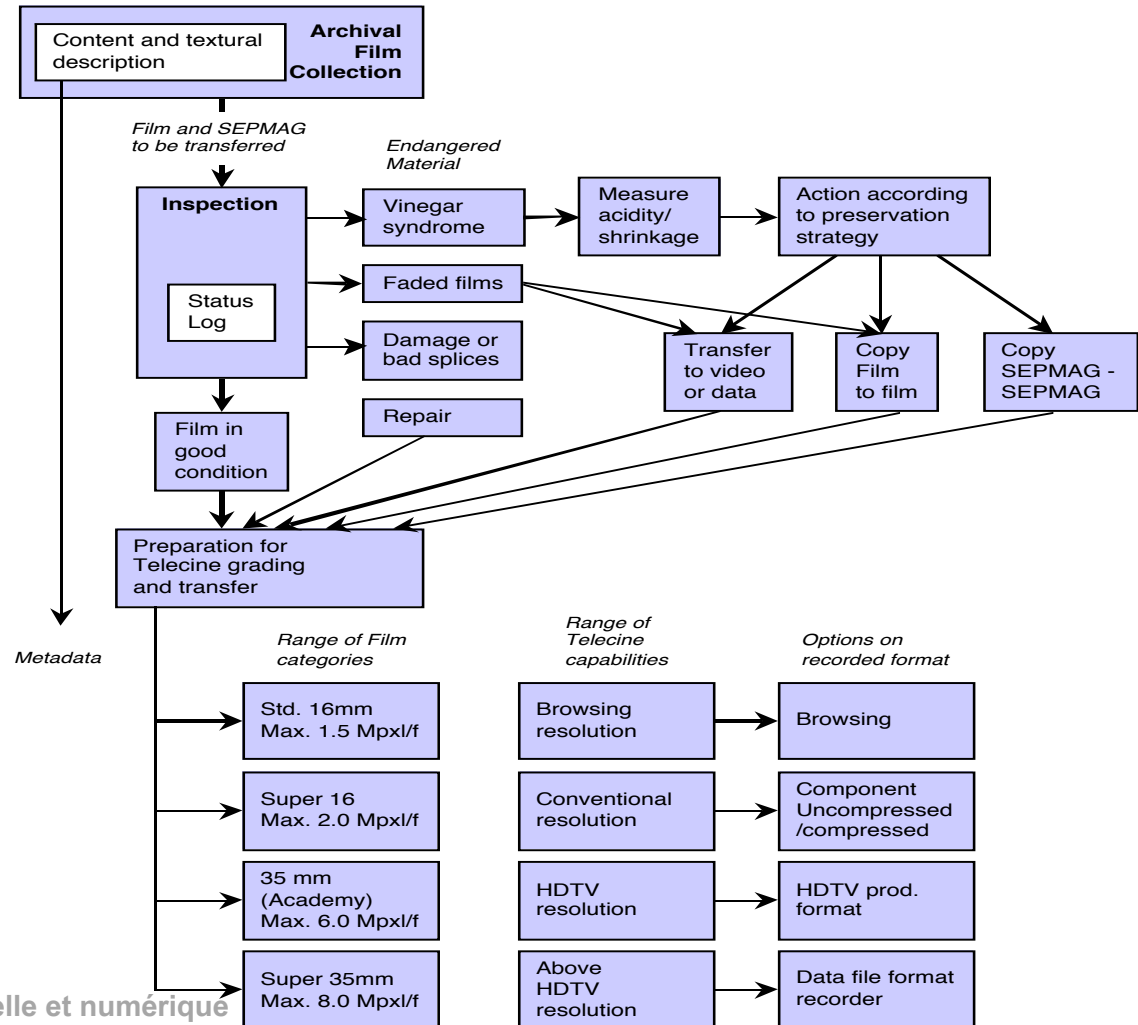 Content and textural
description
Archival
Film
Collection
Film and SEPMAG
to be transferred
Endangered
Material
Inspection
Status
Log
Vinegar
syndrome
Measure
acidity/
shrinkage
Action according
to preservation
strategy
Faded films
Damage or
bad splices
Repair
Transfer
to video
or data
Copy
Film
to film
Copy
SEPMAG -
SEPMAG
Film in
good
condition
Preparation for
Telecine grading
and transfer
Metadata
Range of Film
categories
Range of
Telecine
capabilities
Options on
recorded format
Std. 16mm
Max. 1.5 Mpxl/f
Browsing
resolution
Browsing
Super 16
Max. 2.0 Mpxl/f
Conventional
resolution
Component
Uncompressed
/compressed
35 mm
(Academy)
Max. 6.0 Mpxl/f
HDTV
resolution
HDTV prod.
format
Super 35mm
Max. 8.0 Mpxl/f
Above
HDTV
resolution
Data file format
recorder
elle et numérique